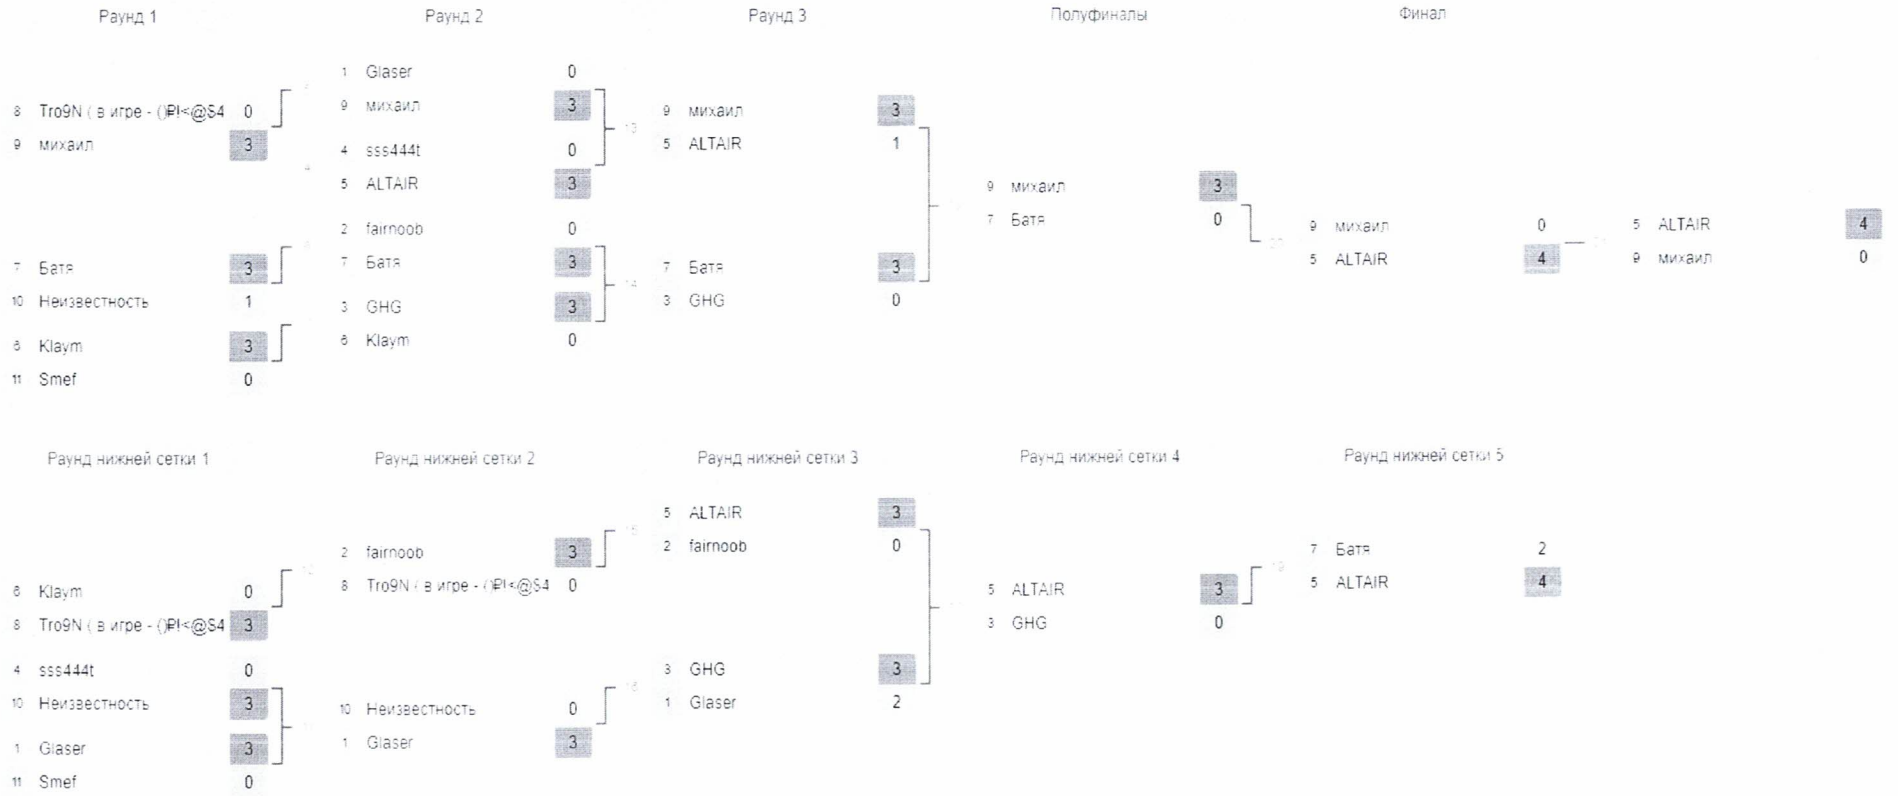 Раунд 1
Раунд 2
Раунд 3
Полуфиналы
Финал
8 Tro9N ( в игре - ()₽!<@$4 0
9 михаил 3
7 Батя 3
10 Неизвестность 1
6 Klaym 3
11 Smef 0
1 Glaser 0
9 михаил 3
4 sss444t 0
5 ALTAIR 3
2 fairnoob 0
7 Батя 3
3 GHG 3
6 Klaym 0
13
14
9 михаил 3
5 ALTAIR 1
7 Батя 3
3 GHG 0
9 михаил 3
7 Батя 0
9 михаил 0
5 ALTAIR 4
5 ALTAIR 4
9 михаил 0
Раунд нижней сетки 1
Раунд нижней сетки 2
Раунд нижней сетки 3
Раунд нижней сетки 4
Раунд нижней сетки 5
6 Klaym 0
8 Tro9N ( в игре - ()₽!<@$4 3
4 sss444t 0
10 Неизвестность 3
1 Glaser 3
11 Smef 0
2 fairnoob 3
8 Tro9N ( в игре - ()₽!<@$4 0
10 Неизвестность 0
1 Glaser 3
15
16
5 ALTAIR 3
2 fairnoob 0
3 GHG 3
1 Glaser 2
5 ALTAIR 3
3 GHG 0
19
7 Батя 2
5 ALTAIR 4